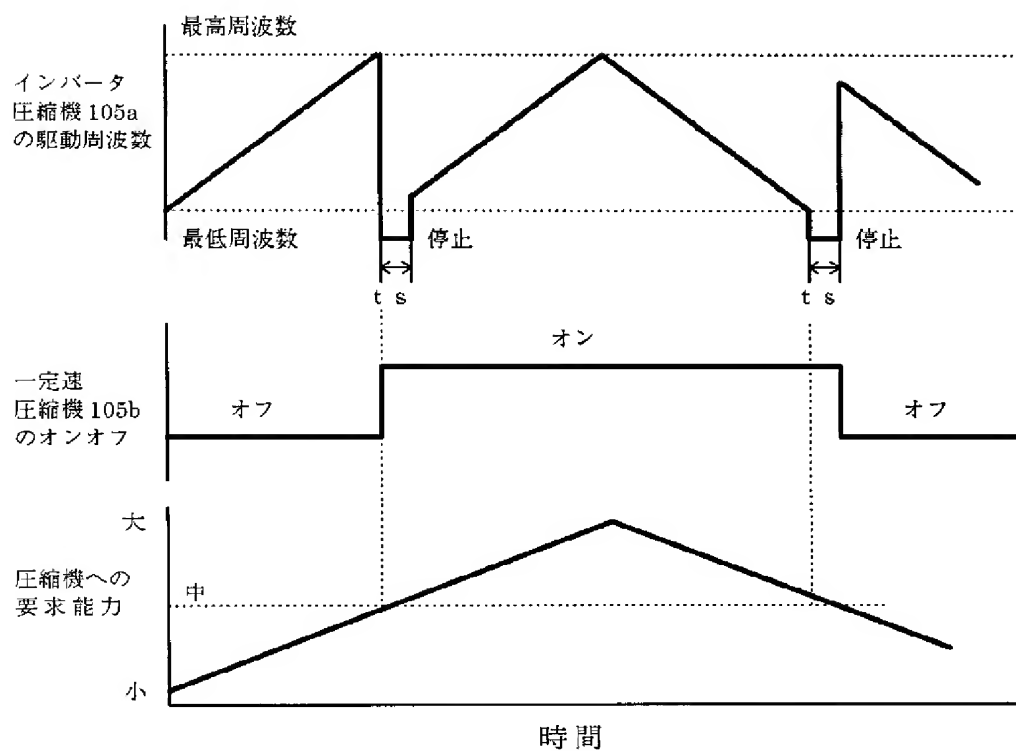 最高周波数
インバータ
圧縮機 105a
の駆動周波数
最低周波数
停止
停止
t s
t s
オン
一定速
圧縮機 105b
のオンオフ
オフ
オフ
大
圧縮機への
要求能力
中
小
時間